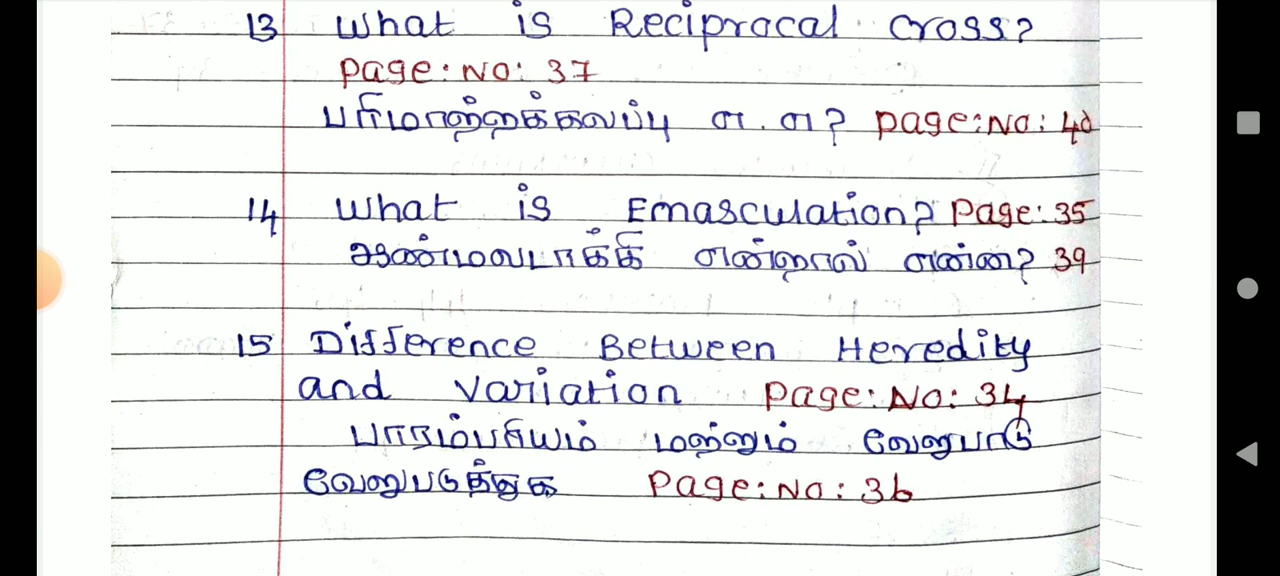 13 What is Reciprocal Cross?
Page: No: 37
பரிமாற்றக்கலப்பு எ. எ? Page: No: 40
14 What is Emasculation? Page: 35
ஆண்மலடாக்கி என்றால் என்ன? 39
15 Difference Between Heredity
and Variation Page: No: 34
பாரம்பரியம் மற்றும் வேறுபாடு
வேறுபடுத்துக Page: No: 36